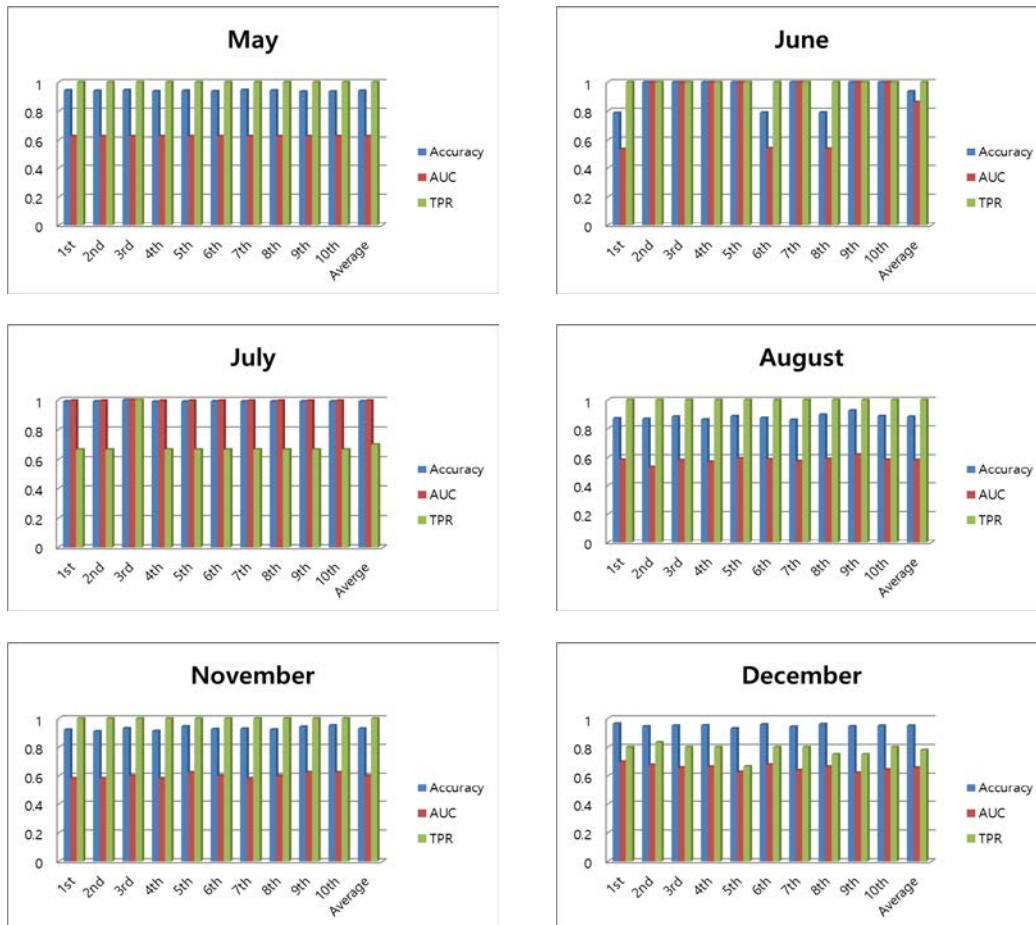 May
1
0.8
0.6
0.4
0.2
0
1st
2nd
3rd
4th
5th
6th
7th
8th
9th
10th
Average
Accuracy
AUC
TPR
June
1
0.8
0.6
0.4
0.2
0
1st
2nd
3rd
4th
5th
6th
7th
8th
9th
10th
Average
Accuracy
AUC
TPR
July
1
0.8
0.6
0.4
0.2
0
1st
2nd
3rd
4th
5th
6th
7th
8th
9th
10th
Averge
Accuracy
AUC
TPR
August
1
0.8
0.6
0.4
0.2
0
1st
2nd
3rd
4th
5th
6th
7th
8th
9th
10th
Average
Accuracy
AUC
TPR
November
1
0.8
0.6
0.4
0.2
0
1st
2nd
3rd
4th
5th
6th
7th
8th
9th
10th
Average
Accuracy
AUC
TPR
December
1
0.8
0.6
0.4
0.2
0
1st
2nd
3rd
4th
5th
6th
7th
8th
9th
10th
Average
Accuracy
AUC
TPR